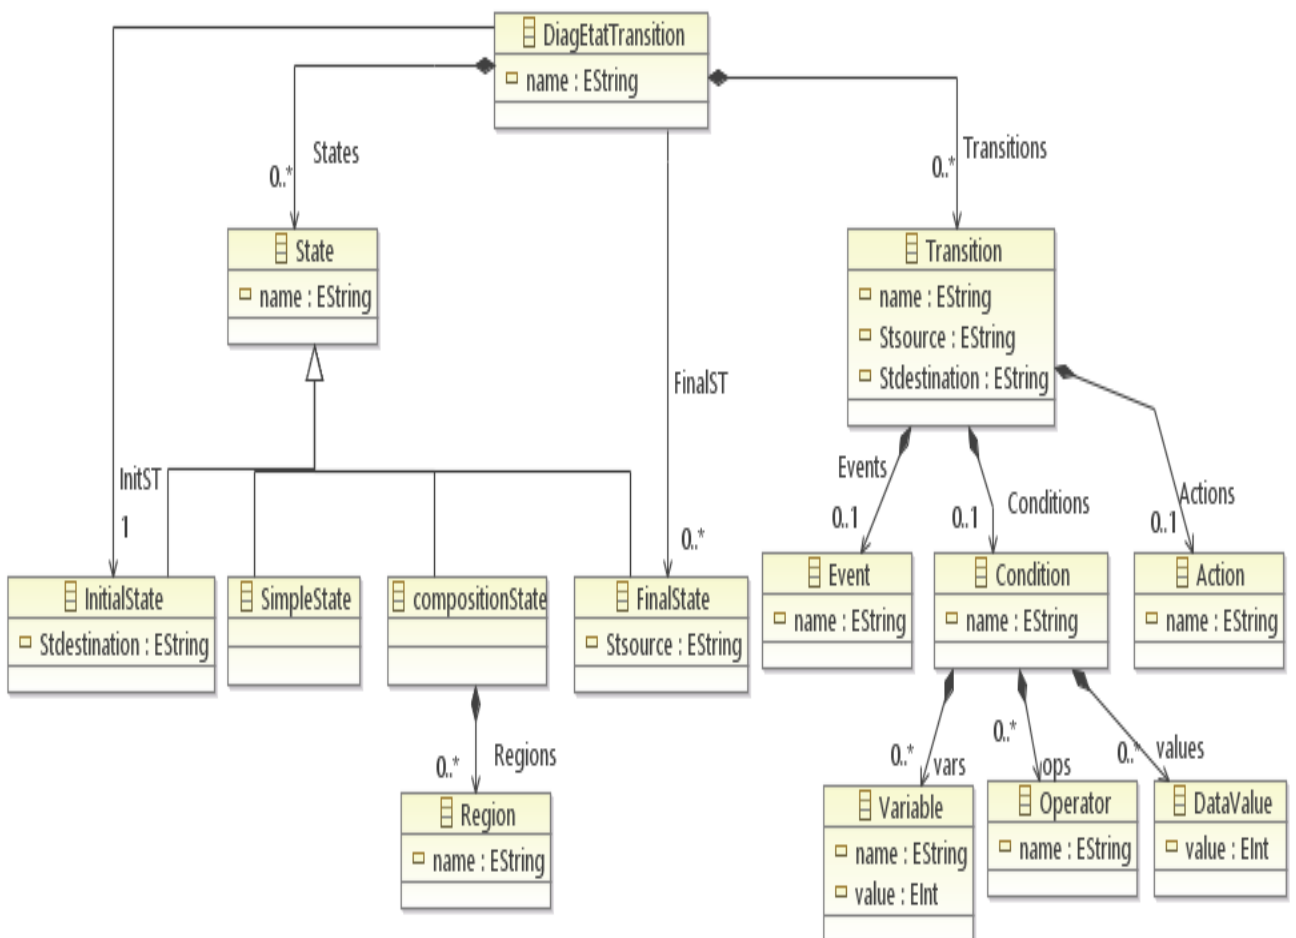 DiagEtatTransition
name : EString
States
0..*
Transitions
0..*
State
name : EString
Transition
name : EString
Stsource : EString
Stdestination : EString
FinalST
0..*
InitST
1
Events
0..1
Conditions
0..1
Actions
0..1
InitialState
Stdestination : EString
SimpleState
compositionState
FinalState
Stsource : EString
Event
name : EString
Condition
name : EString
Action
name : EString
Regions
0..*
0..*
vars
0..*
ops
0..*
values
Region
name : EString
Variable
name : EString
value : EInt
Operator
name : EString
DataValue
value : EInt